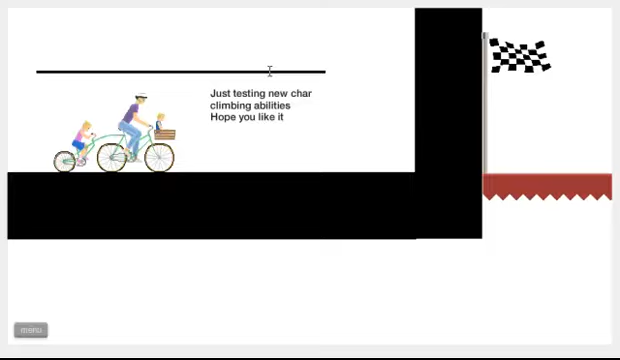 Just testing new char
climbing abilities
Hope you like it
menu